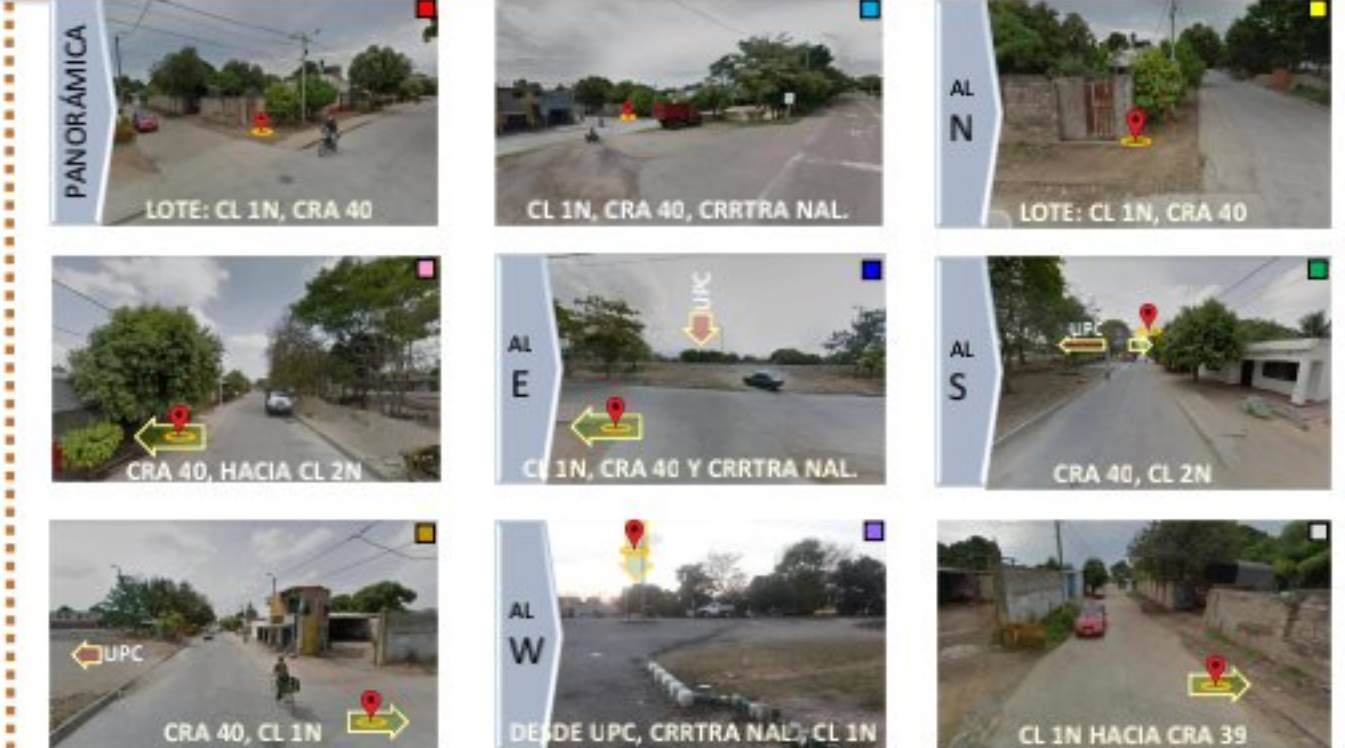 PANORÁMICA
LOTE: CL 1N, CRA 40
CL 1N, CRA 40, CRRTRA NAL.
AL
N
LOTE: CL 1N, CRA 40
CRA 40, HACIA CL 2N
AL
E
UPC
CL 1N, CRA 40 Y CRRTRA NAL.
AL
S
UPC
CRA 40, CL 2N
UPC
CRA 40, CL 1N
AL
W
DESDE UPC, CRRTRA NAL, CL 1N
CL 1N HACIA CRA 39